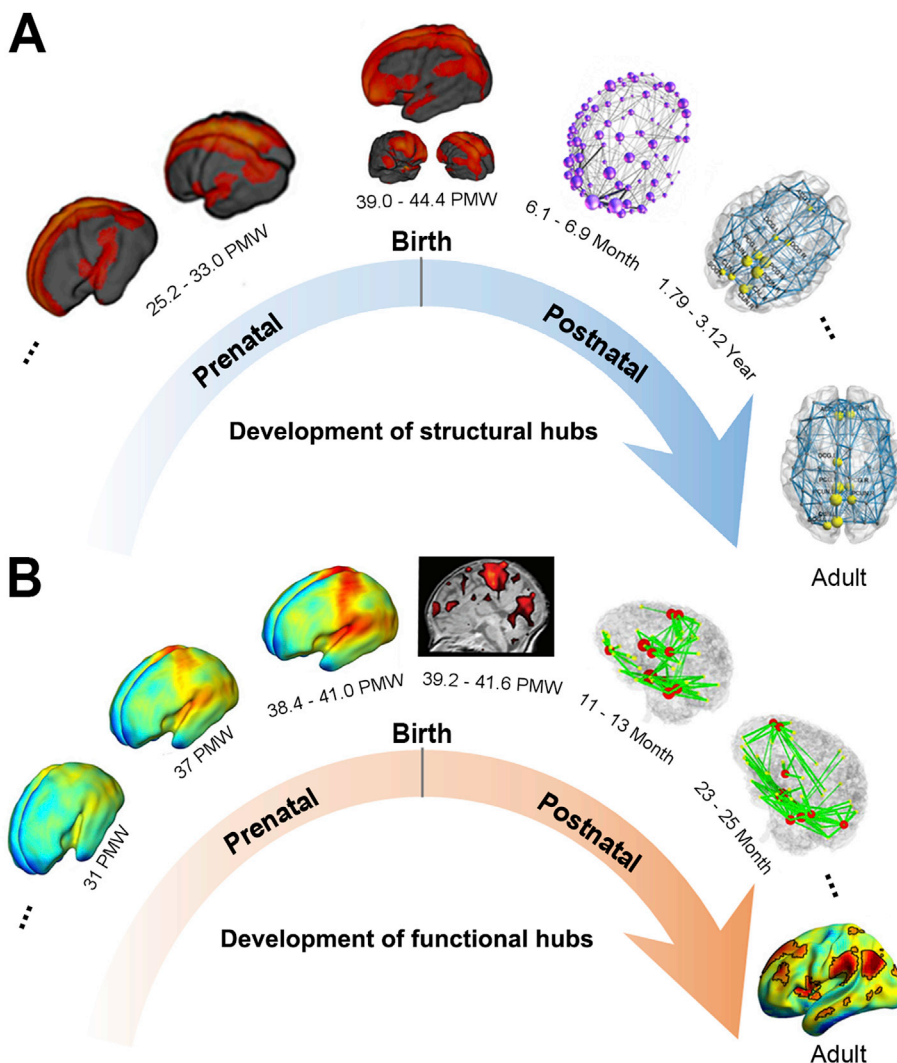 A
39.0 - 44.4 PMW
25.2 - 33.0 PMW
6.1 - 6.9 Month
1.79 - 3.12 Year
...
...
Birth
Prenatal
Postnatal
Development of structural hubs
Adult
B
31 PMW
37 PMW
38.4 - 41.0 PMW
39.2 - 41.6 PMW
11 - 13 Month
23 - 25 Month
...
...
Birth
Prenatal
Postnatal
Development of functional hubs
Adult